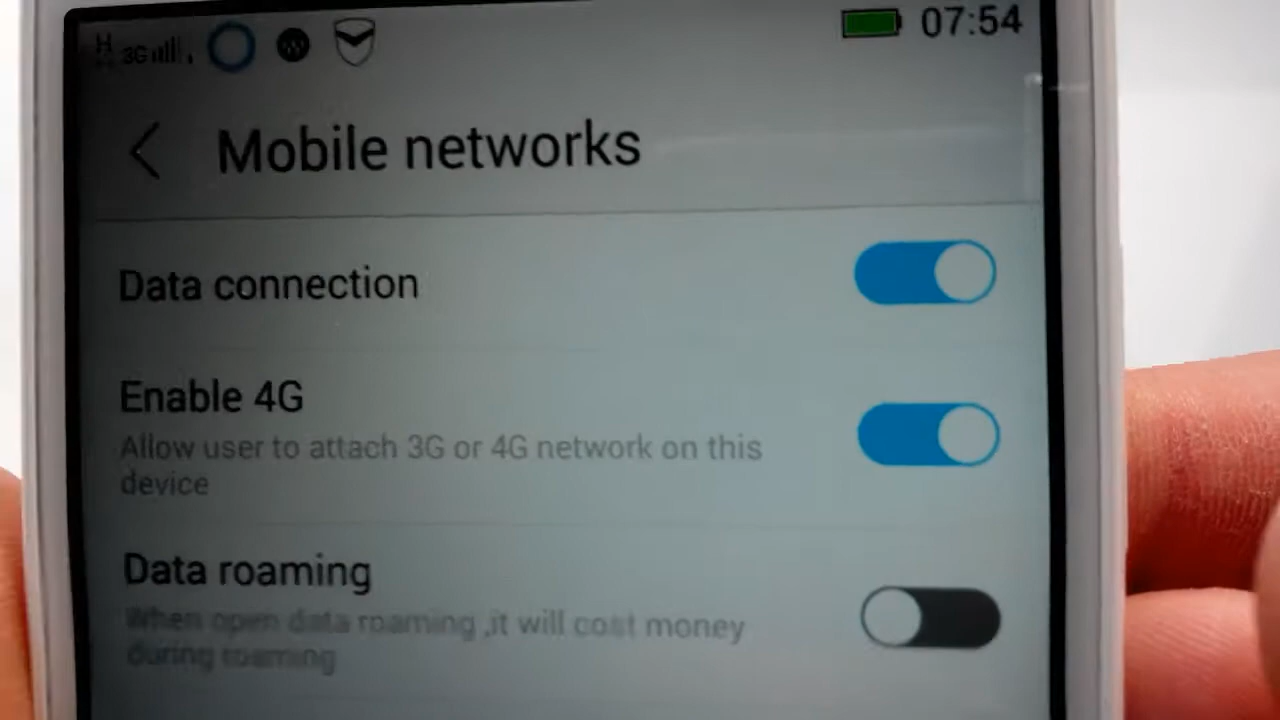 H 3G 07:54
Mobile networks
Data connection
Enable 4G
Allow user to attach 3G or 4G network on this
device
Data roaming
When open data roaming ,it will cost money
during roaming